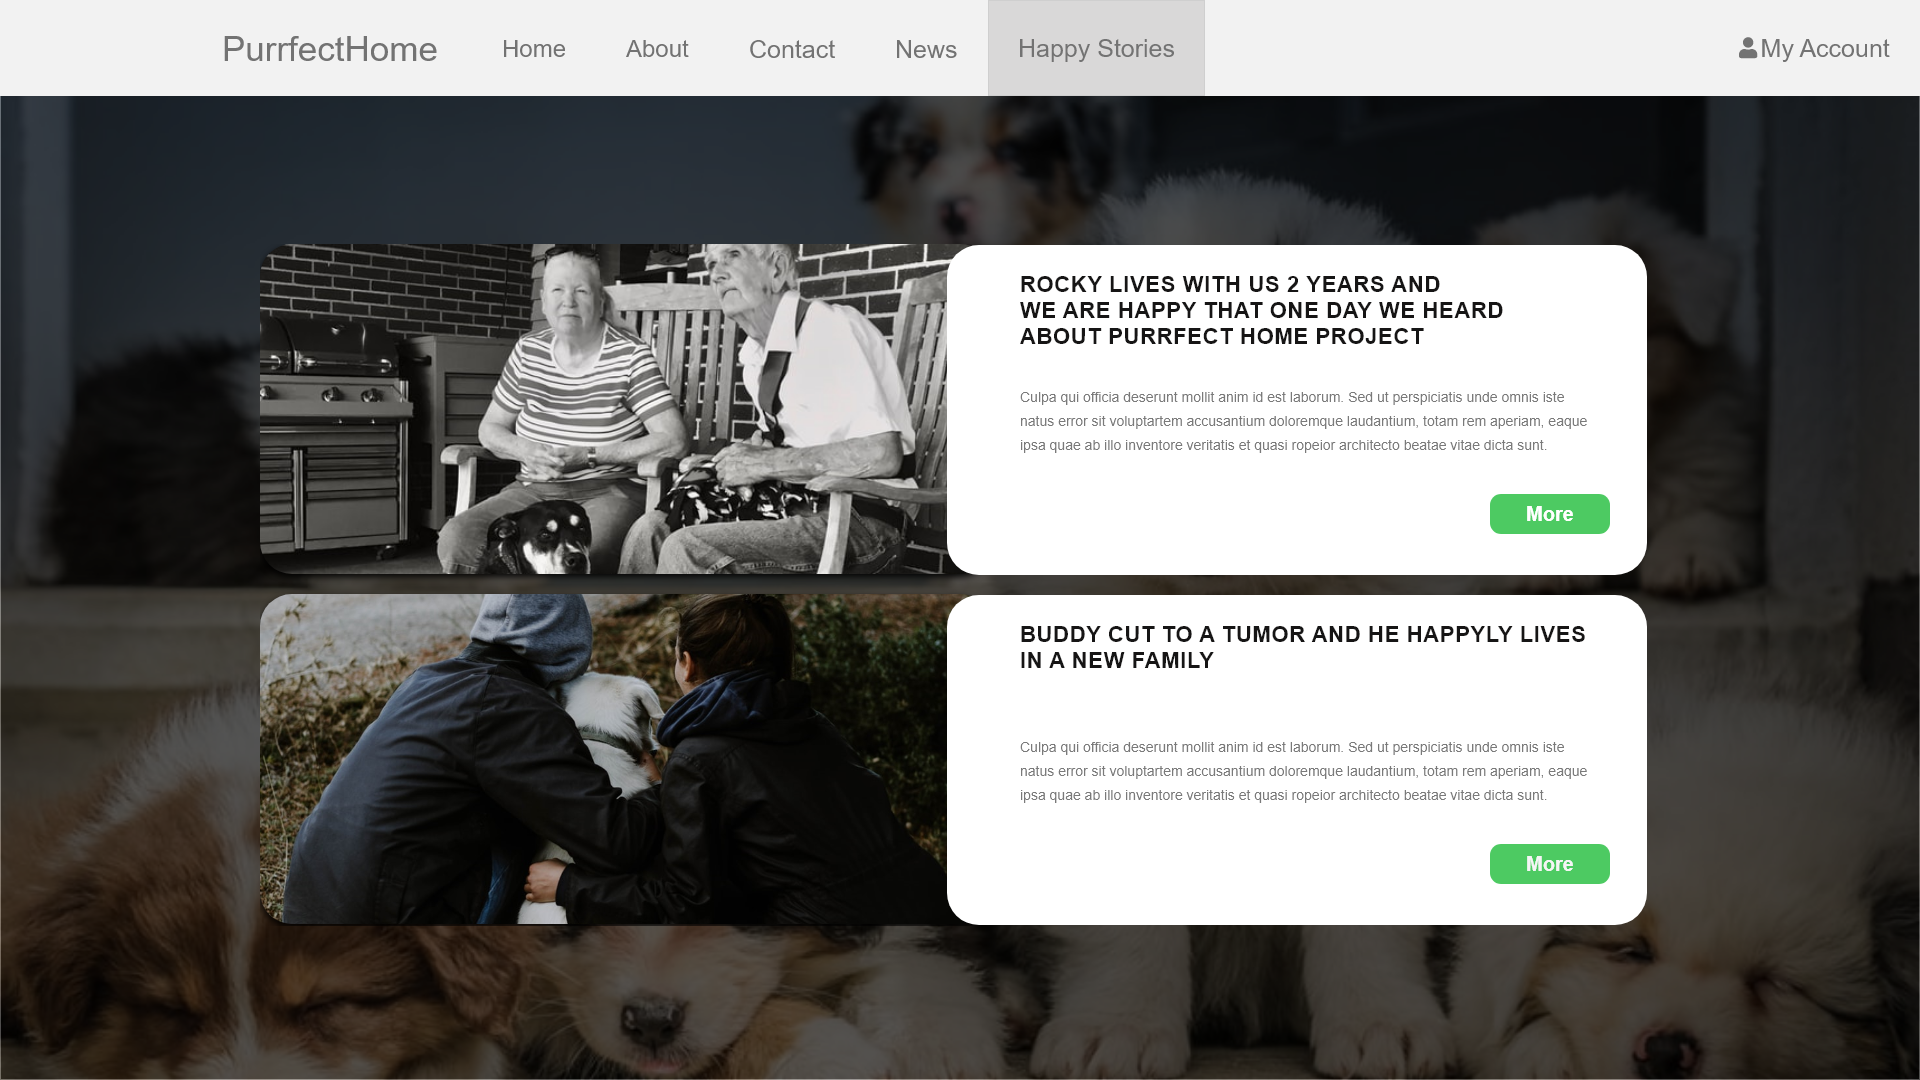 PurrfectHome Home About Contact News Happy Stories My Account
ROCKY LIVES WITH US 2 YEARS AND
WE ARE HAPPY THAT ONE DAY WE HEARD
ABOUT PURRFECT HOME PROJECT
Culpa qui officia deserunt mollit anim id est laborum. Sed ut perspiciatis unde omnis iste
natus error sit voluptartem accusantium doloremque laudantium, totam rem aperiam, eaque
ipsa quae ab illo inventore veritatis et quasi ropeior architecto beatae vitae dicta sunt.
More
BUDDY CUT TO A TUMOR AND HE HAPPYLY LIVES
IN A NEW FAMILY
Culpa qui officia deserunt mollit anim id est laborum. Sed ut perspiciatis unde omnis iste
natus error sit voluptartem accusantium doloremque laudantium, totam rem aperiam, eaque
ipsa quae ab illo inventore veritatis et quasi ropeior architecto beatae vitae dicta sunt.
More